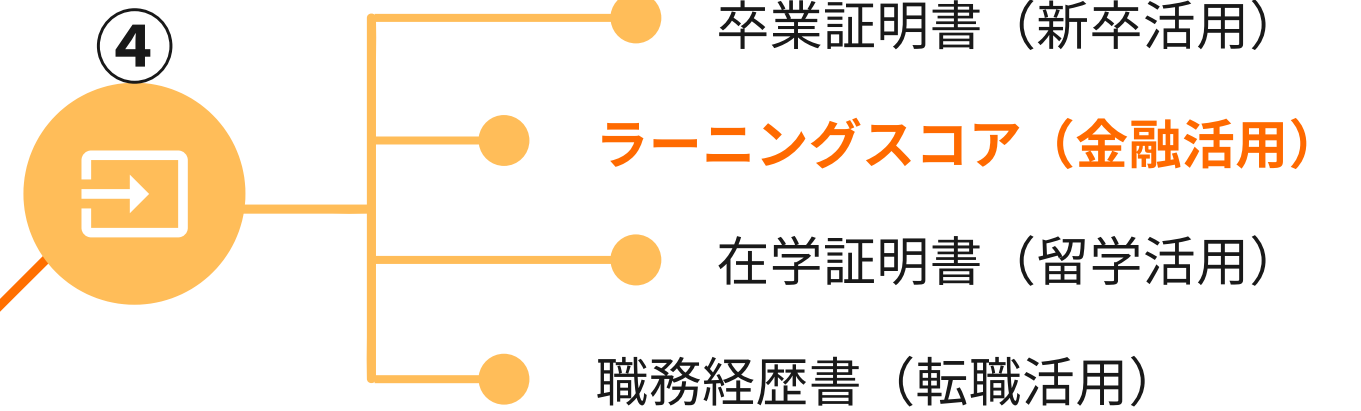 ④
卒業証明書（新卒活用）
ラーニングスコア（金融活用）
在学証明書（留学活用）
職務経歴書（転職活用）